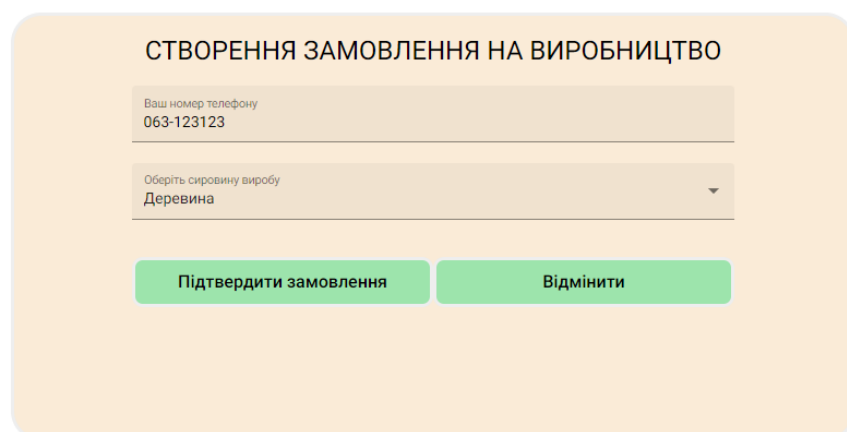 СТВОРЕННЯ ЗАМОВЛЕННЯ НА ВИРОБНИЦТВО
Ваш номер телефону
063-123123
Оберіть сировину виробу
Деревина
Підтвердити замовлення
Відмінити